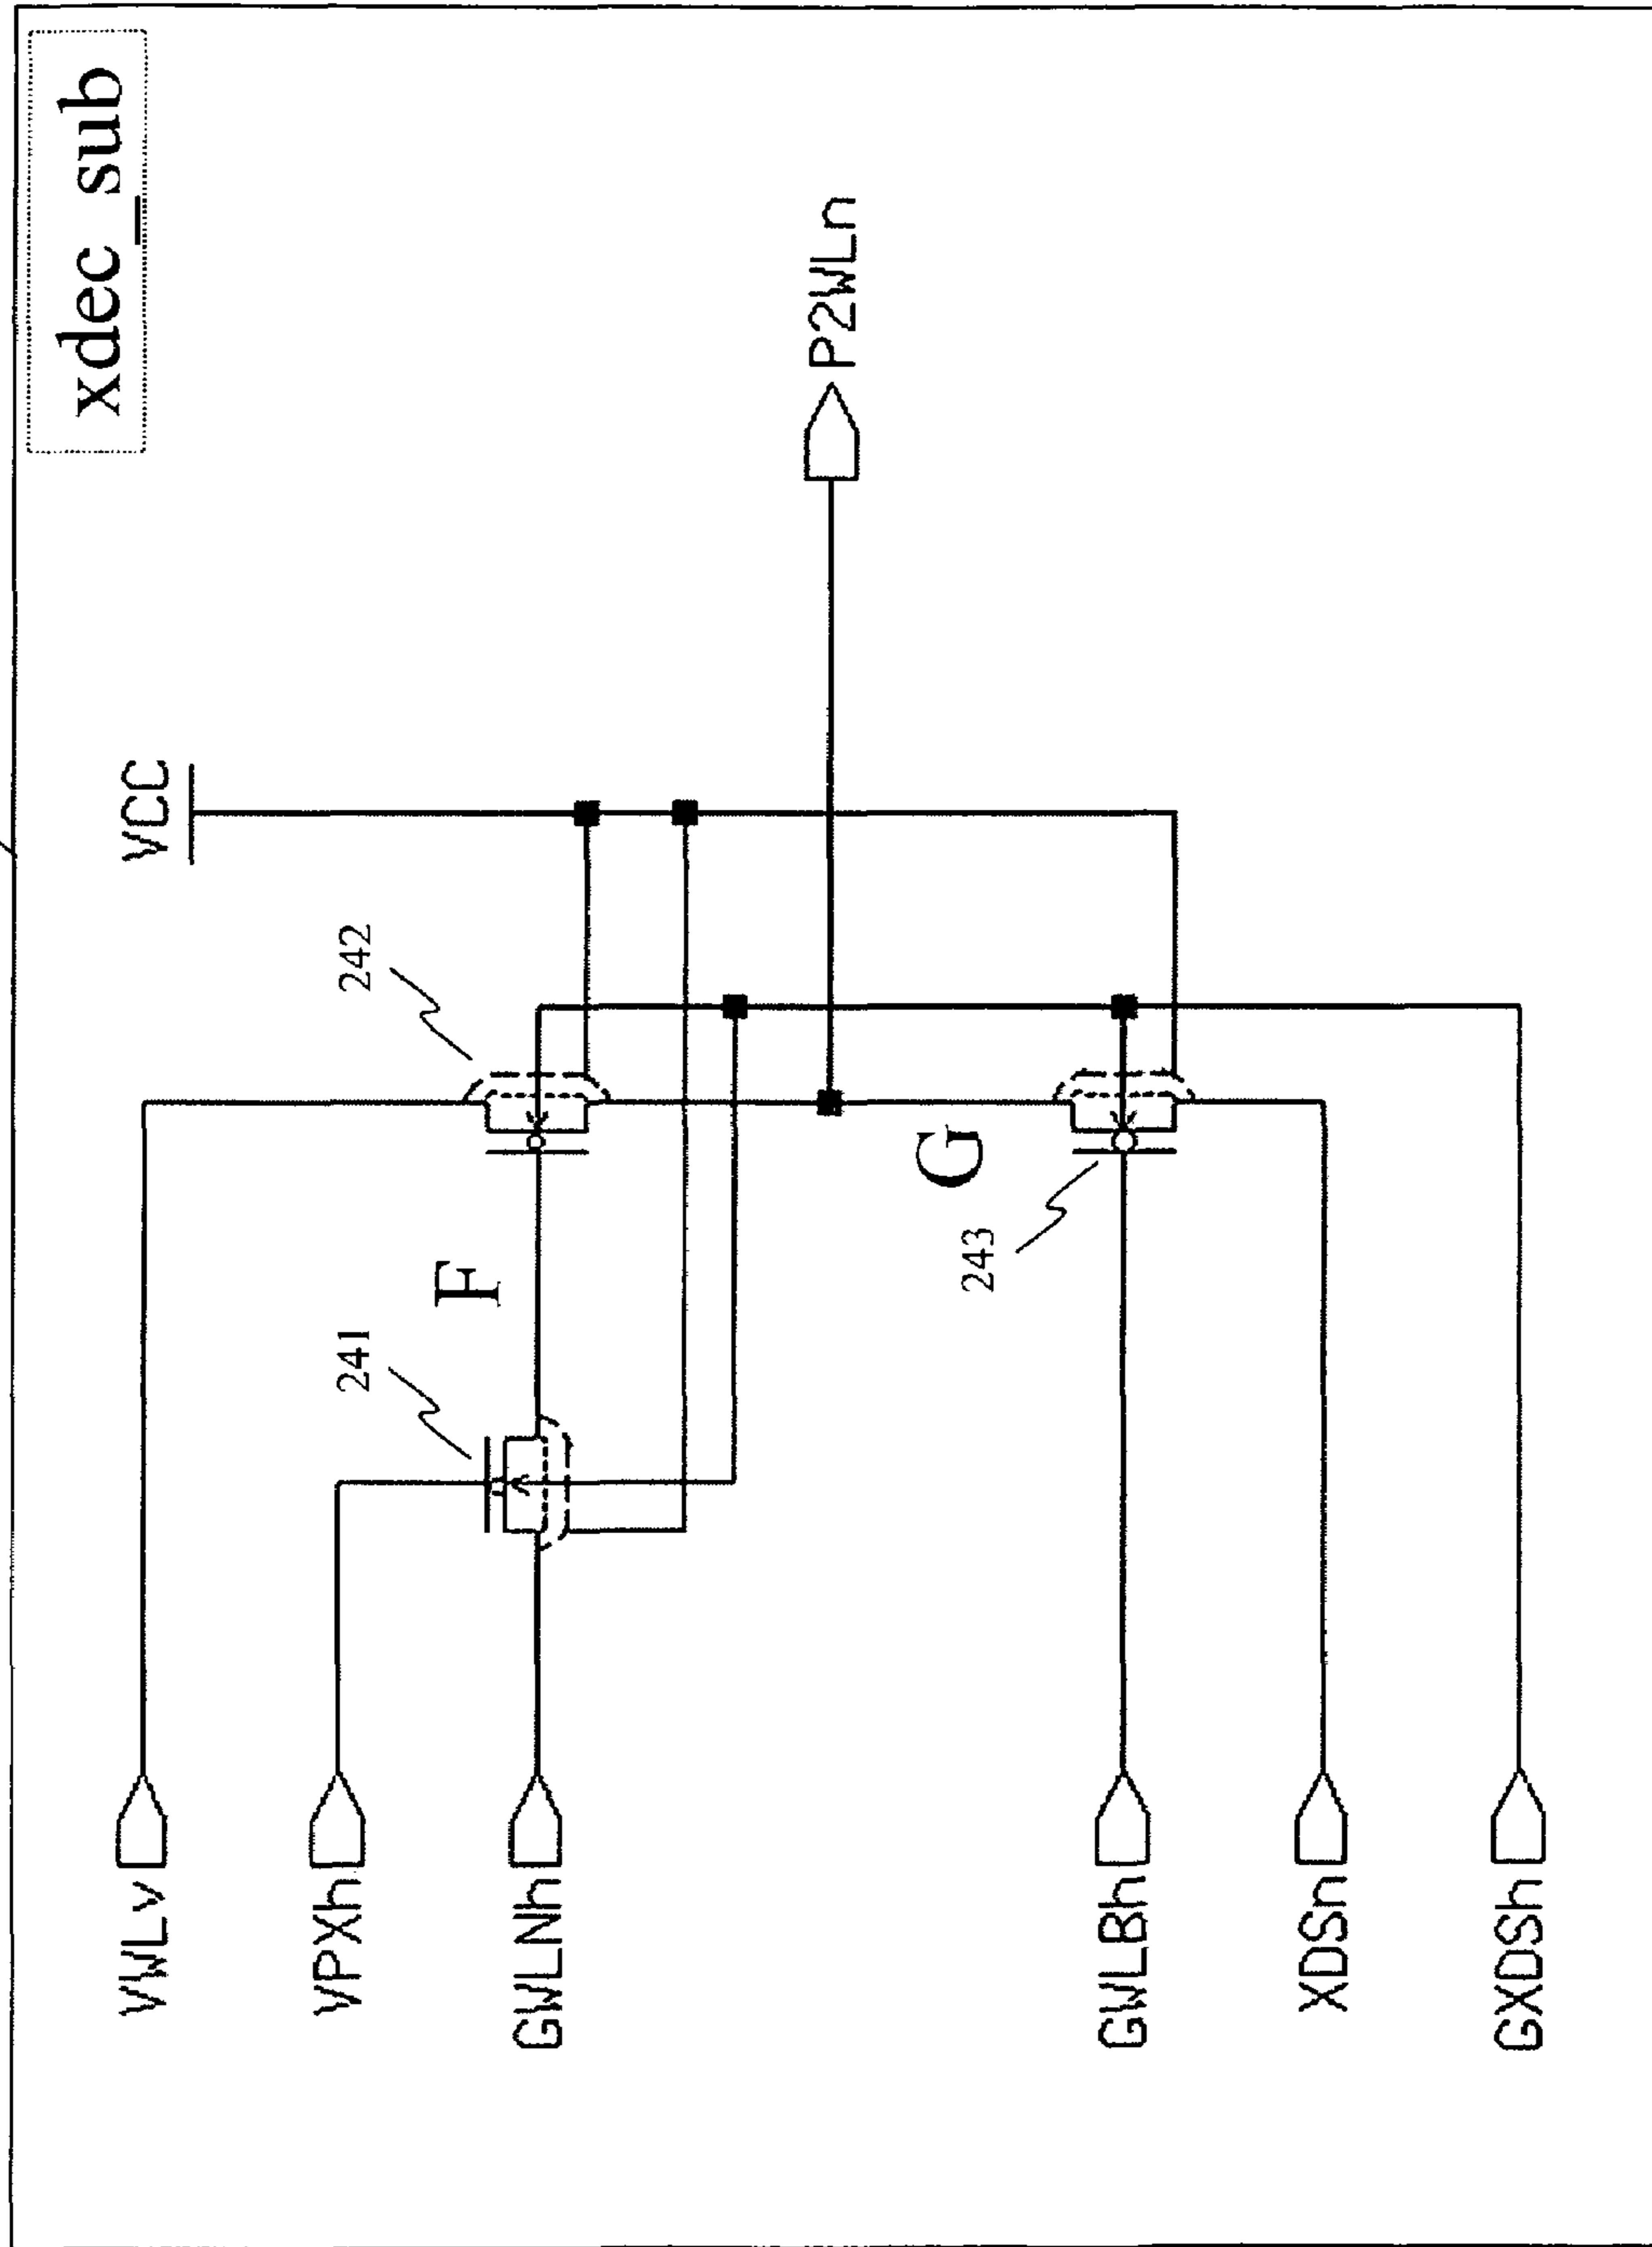 xdec_sub
VCC
VWLv
242
241
VPXh
F
GWLNh
P2WLn
G
243
GWLBh
XDSn
GXDSh